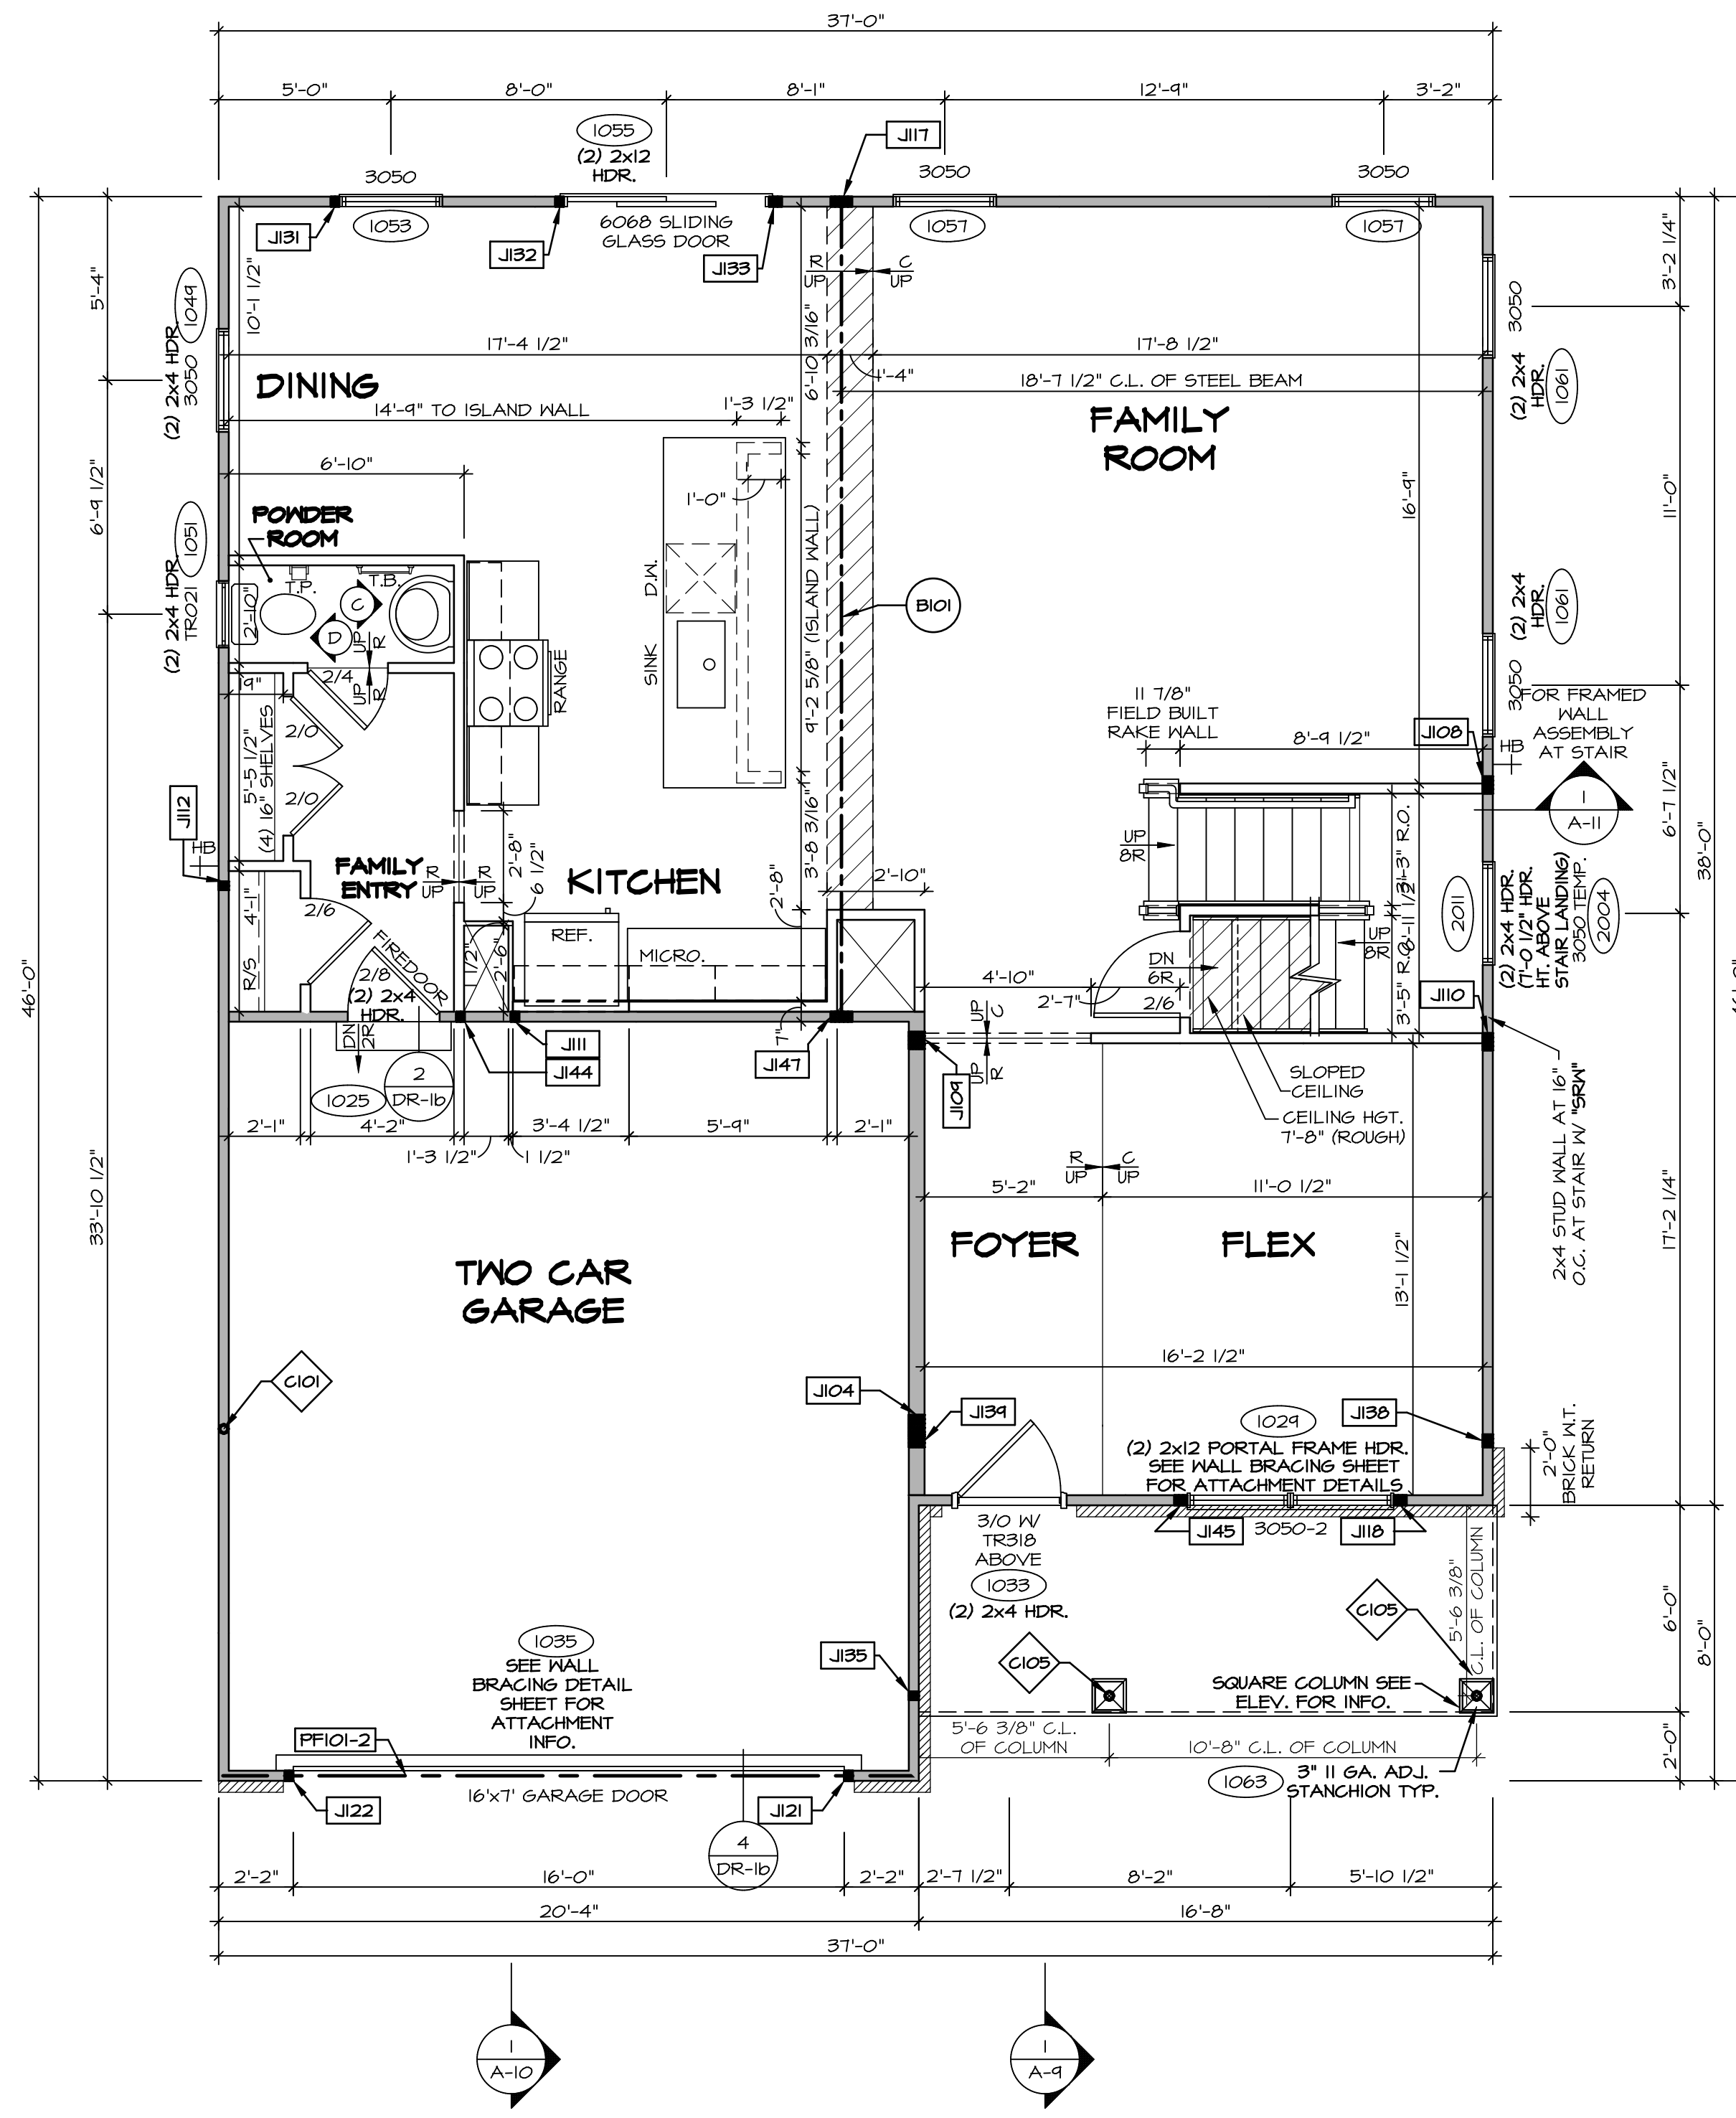 37'-0"
5'-0"
8'-0"
8'-1"
12'-9"
3'-2"
1055
(2) 2x12
HDR.
J117
3050
3050
3050
1053
J131
J132
6068 SLIDING
GLASS DOOR
J133
1057
1057
R
UP
C
UP
5'-4"
1049
(2) 2x4 HDR.
3050
10'-1 1/2"
17'-4 1/2"
6'-10 3/16"
17'-8 1/2"
1'-4"
18'-7 1/2" C.L. OF STEEL BEAM
DINING
14'-9" TO ISLAND WALL
1'-3 1/2"
FAMILY
ROOM
3'-2 1/4"
3050
(2) 2x4
HDR.
1061
6'-10"
6'-9 1/2"
1'-0"
16'-9"
11'-0"
POWDER
ROOM
1051
(2) 2x4 HDR.
TR021
T.P.
T.B.
C
D
2'-10"
UP
R
UP
R
2/4
D.W.
SINK
RANGE
9'-2 5/8" (ISLAND WALL)
B101
(2) 2x4
HDR.
1061
3050
19"
2/0
2/0
5'-5 1/2"
(4) 16" SHELVES
11 7/8"
FIELD BUILT
RAKE WALL
8'-9 1/2"
J108
HB
FOR FRAMED
WALL
ASSEMBLY
AT STAIR
1
A-11
6'-7 1/2"
38'-0"
J112
HB
FAMILY
ENTRY
R
UP
R
UP
2'-8"
6 1/2"
KITCHEN
3'-8 3/16"
2'-8"
2'-10"
UP
8R
3'-3" R.O.
6'-11 1/2"
3'-5" R.O.
UP
8R
2011
(2) 2x4 HDR.
(7'-0 1/2" HDR.
HT. ABOVE
STAIR LANDING)
3050 TEMP.
2004
4'-1"
R/S
2/6
FIREDOOR
2/8
(2) 2x4
HDR.
DN
2R
1/2"
2'-6"
REF.
MICRO.
DN
6R
4'-10"
2'-7"
2/6
J110
46'-0"
UP
C
UP
R
7"
J111
J144
J147
J109
1025
2
DR-1b
SLOPED
CEILING
CEILING HGT.
7'-8" (ROUGH)
2x4 STUD WALL AT 16"
O.C. AT STAIR W/ "SRW"
2'-1"
4'-2"
3'-4 1/2"
5'-9"
2'-1"
1'-3 1/2"
1 1/2"
R
UP
C
UP
5'-2"
11'-0 1/2"
33'-10 1/2"
17'-2 1/4"
FOYER
FLEX
TWO CAR
GARAGE
13'-1 1/2"
16'-2 1/2"
C101
J104
J139
1029
J138
(2) 2x12 PORTAL FRAME HDR.
SEE WALL BRACING SHEET
FOR ATTACHMENT DETAILS
2'-0"
BRICK W.T.
RETURN
3/0 W/
TR318
ABOVE
1033
(2) 2x4 HDR.
J145
3050-2
J118
5'-6 3/8"
C.L. OF COLUMN
C105
C105
6'-0"
8'-0"
1035
SEE WALL
BRACING DETAIL
SHEET FOR
ATTACHMENT
INFO.
J135
SQUARE COLUMN SEE
ELEV. FOR INFO.
PF101-2
5'-6 3/8" C.L.
OF COLUMN
10'-8" C.L. OF COLUMN
2'-0"
1063
3" 11 GA. ADJ.
STANCHION TYP.
16'x7' GARAGE DOOR
J122
J121
4
DR-1b
2'-2"
16'-0"
2'-2"
2'-7 1/2"
8'-2"
5'-10 1/2"
20'-4"
16'-8"
37'-0"
1
A-10
1
A-9